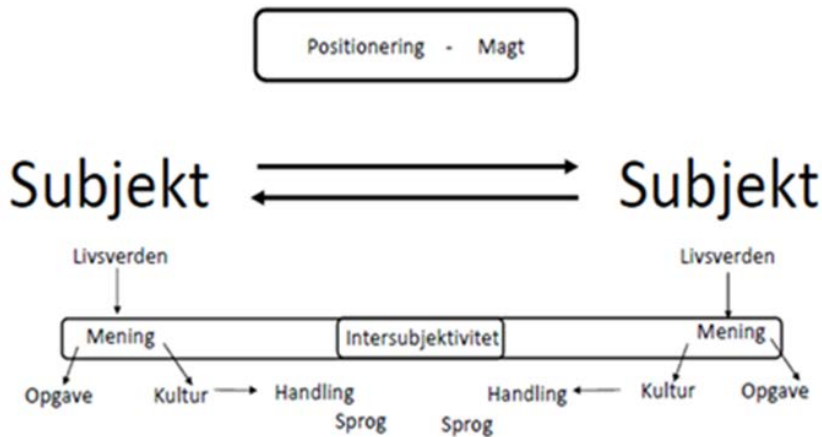 Positionering - Magt
Subjekt Subjekt
Livsverden Livsverden
Mening Intersubjektivitet Mening
Opgave Kultur Handling Handling Kultur Opgave
Sprog Sprog